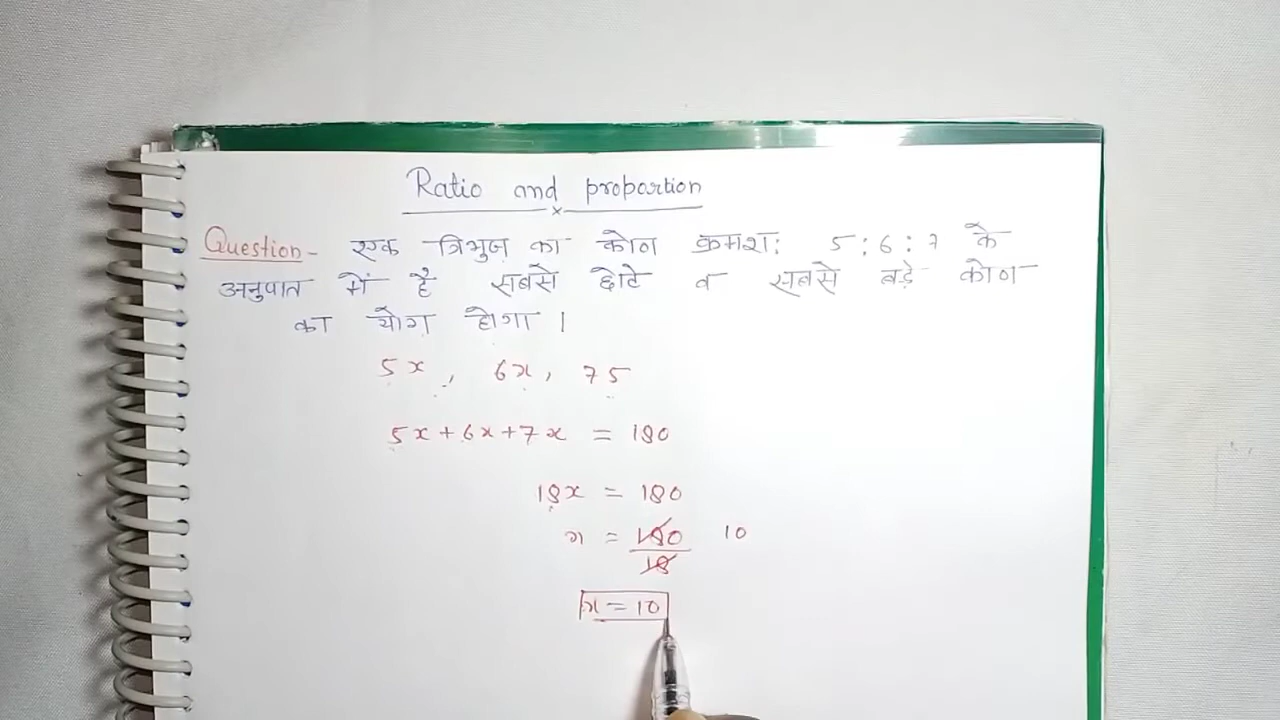 Ratio and proportion
Question - एक त्रिभुज का कोण क्रमश: 5 : 6 : 7 के
अनुपात में है सबसे छोटे व सबसे बड़े कोण
का योग होगा ।
5x , 6x , 75
5x + 6x + 7x = 180
18x = 180
x = 180 10
18
x = 10